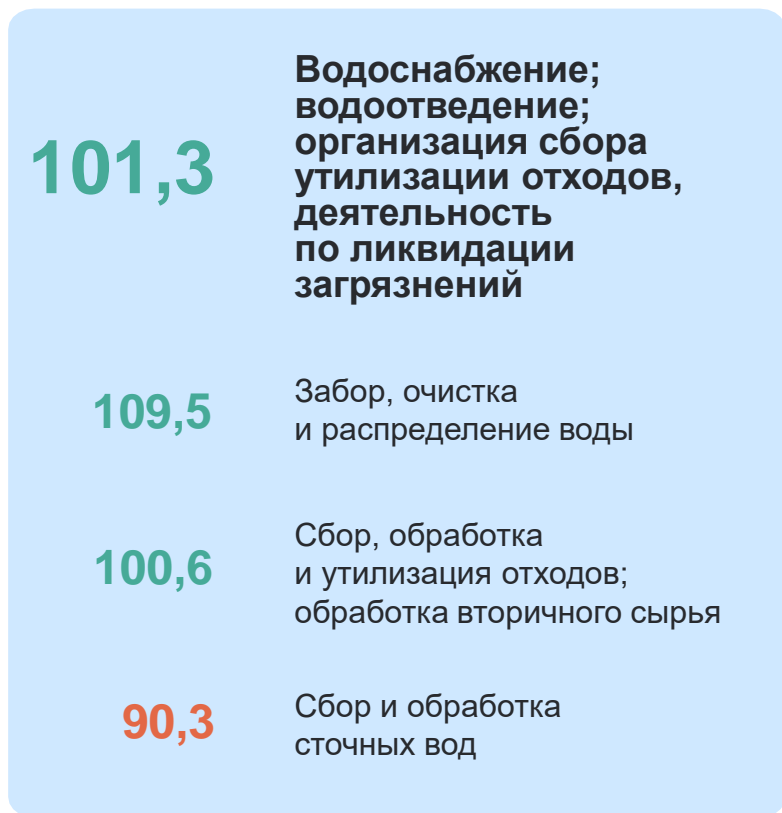 101,3
Водоснабжение;
водоотведение;
организация сбора
утилизации отходов,
деятельность
по ликвидации
загрязнений
109,5
Забор, очистка
и распределение воды
100,6
Сбор, обработка
и утилизация отходов;
обработка вторичного сырья
90,3
Сбор и обработка
сточных вод